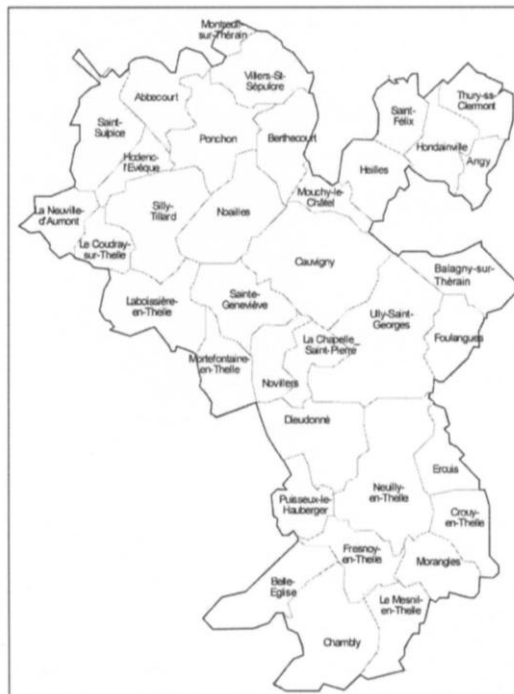 Montreuil-
sur-Thérain
Villers-St-
Sépulcre
Abbecourt
Thury-ss-
Clermont
Saint-
Félix
Saint-
Sulpice
Ponchon
Berthecourt
Hondainville
Angy
Hodenc-
l'Evêque
Heilles
Mouchy-le-
Châtel
La Neuville-
d'Aumont
Silly-
Tillard
Noailles
Le Coudray-
sur-Thelle
Cauvigny
Balagny-sur-
Thérain
Laboissière-
en-Thelle
Sainte-
Geneviève
Ully-Saint-
Georges
La Chapelle_
Saint-Pierre
Foulangues
Mortefontaine-
en-Thelle
Novillers
Dieudonné
Ercuis
Neuilly-
en-Thelle
Puiseux-le-
Hauberger
Crouy-
en-Thelle
Fresnoy-
en-Thelle
Morangles
Belle-
Eglise
Le Mesnil-
en-Thelle
Chambly